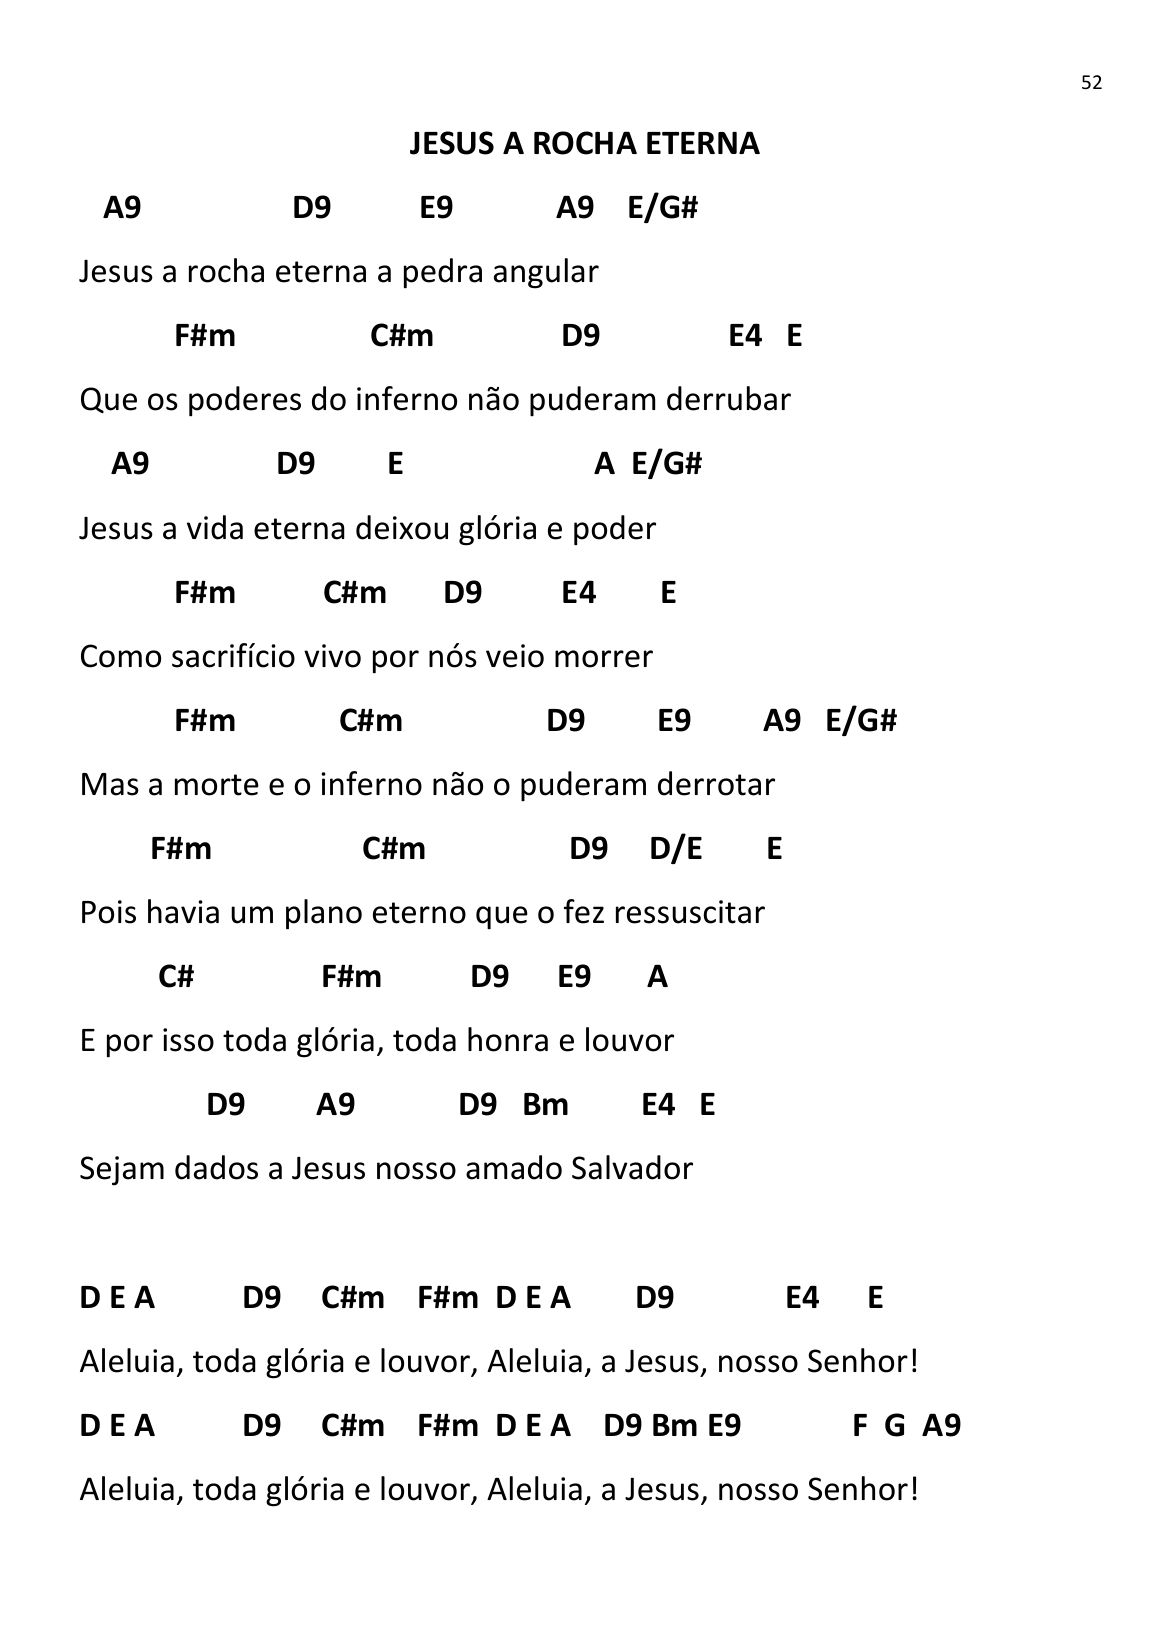 52
JESUS A ROCHA ETERNA
A9 D9 E9 A9 E/G#
Jesus a rocha eterna a pedra angular
F#m C#m D9 E4 E
Que os poderes do inferno não puderam derrubar
A9 D9 E A E/G#
Jesus a vida eterna deixou glória e poder
F#m C#m D9 E4 E
Como sacrifício vivo por nós veio morrer
F#m C#m D9 E9 A9 E/G#
Mas a morte e o inferno não o puderam derrotar
F#m C#m D9 D/E E
Pois havia um plano eterno que o fez ressuscitar
C# F#m D9 E9 A
E por isso toda glória, toda honra e louvor
D9 A9 D9 Bm E4 E
Sejam dados a Jesus nosso amado Salvador
D E A D9 C#m F#m D E A D9 E4 E
Aleluia, toda glória e louvor, Aleluia, a Jesus, nosso Senhor!
D E A D9 C#m F#m D E A D9 Bm E9 F G A9
Aleluia, toda glória e louvor, Aleluia, a Jesus, nosso Senhor!